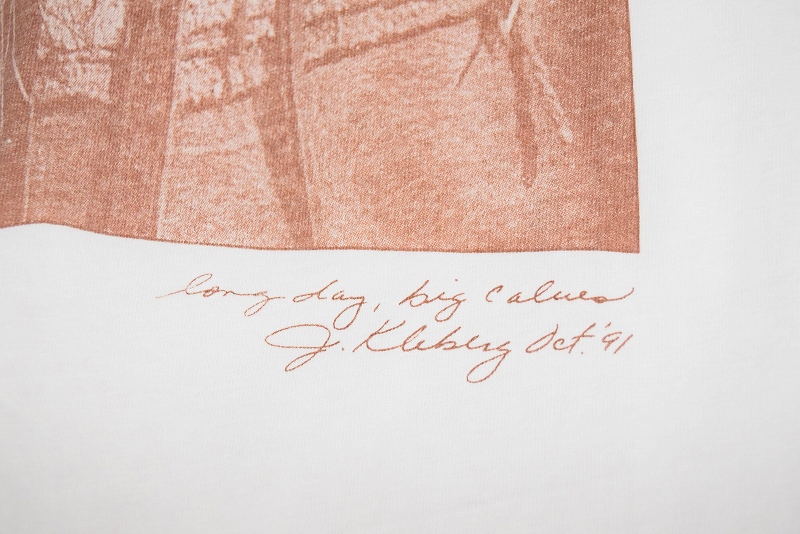 long day, big calves
J. Kleberg Oct. '91